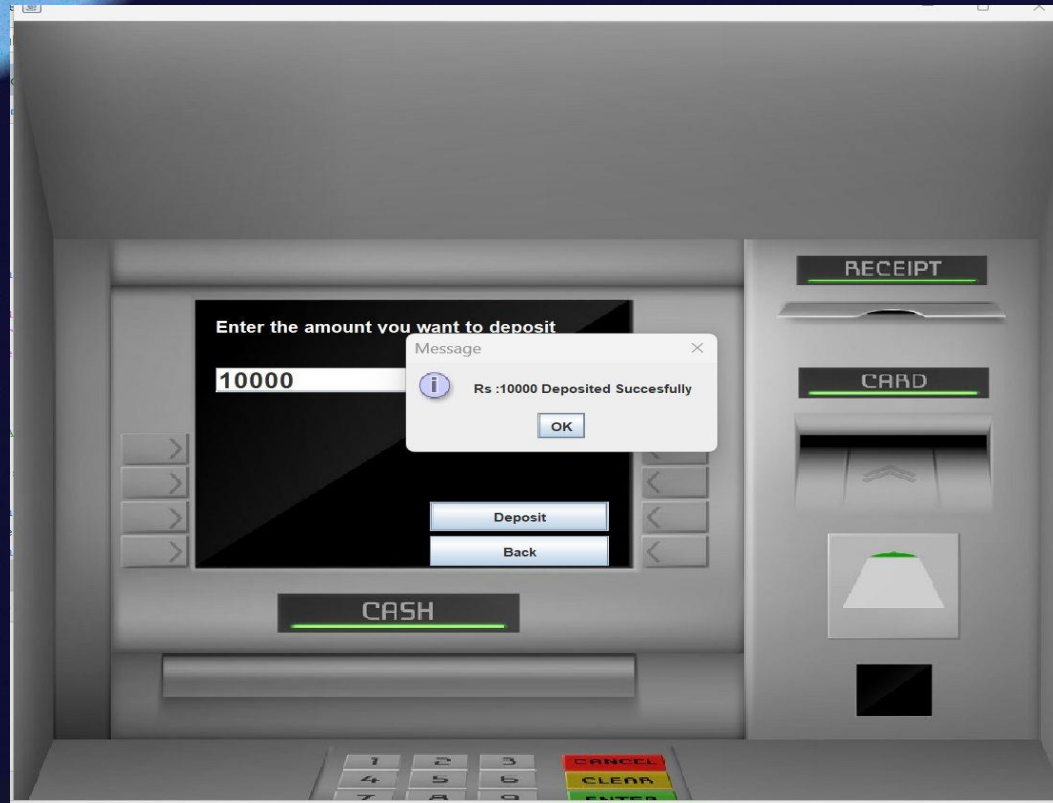 RECEIPT
Enter the amount you want to deposit
Message
10000
Rs :10000 Deposited Succesfully
CARD
OK
Deposit
Back
CASH
1 2 3 CANCEL
4 5 6 CLEAR
7 8 9 ENTER